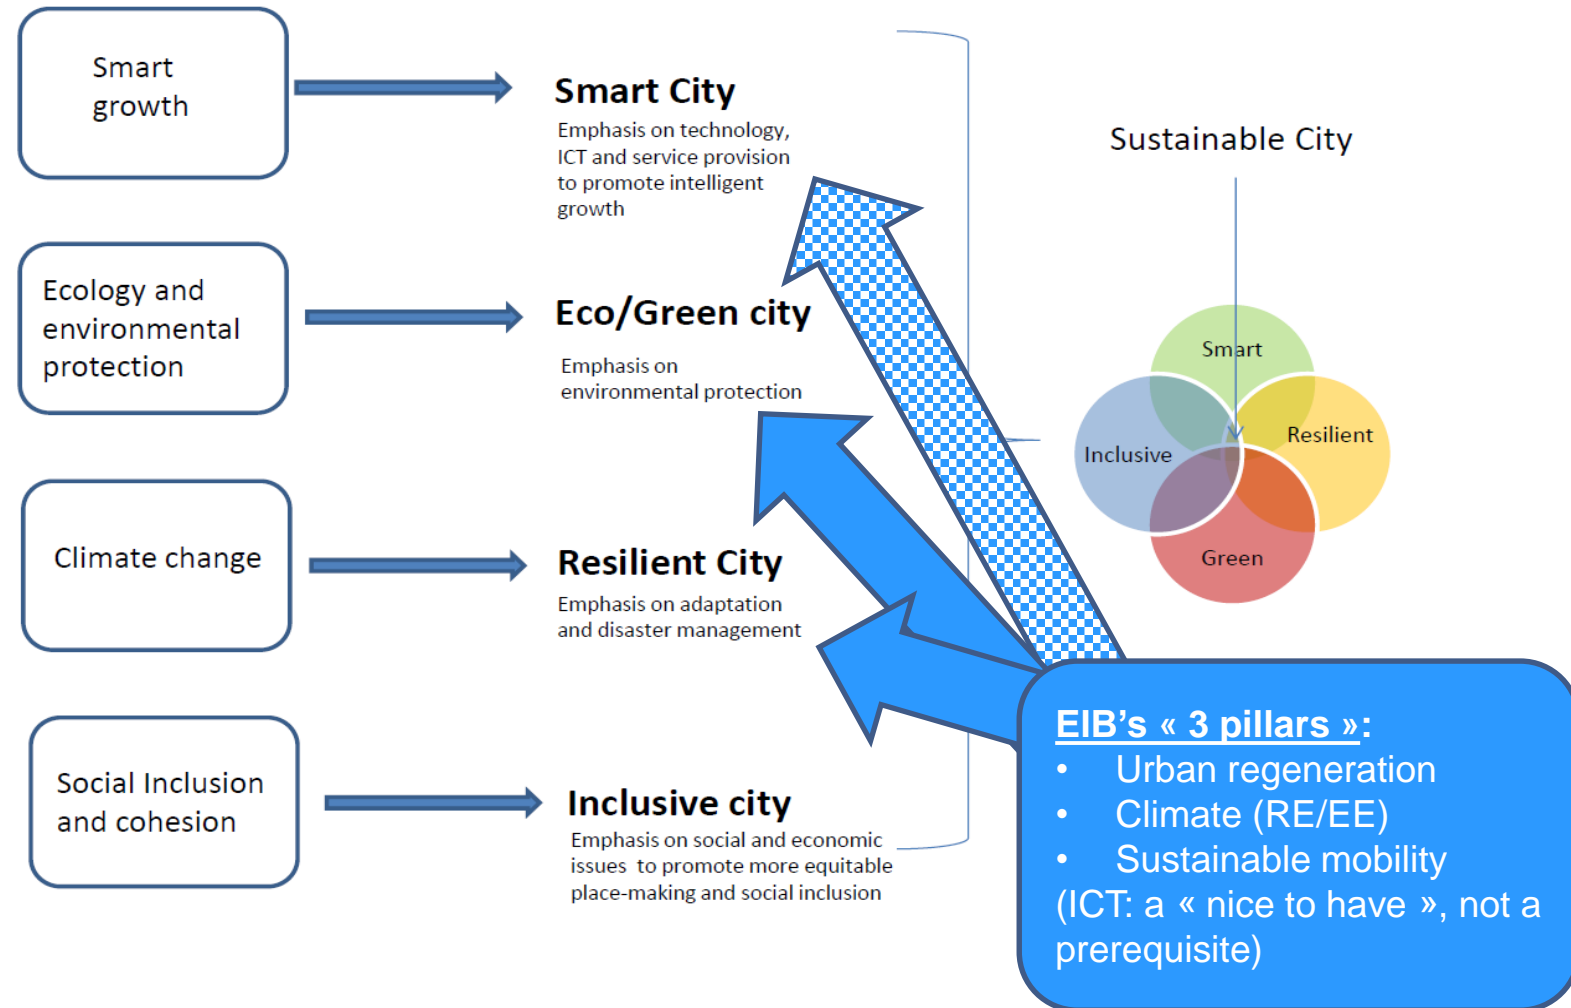 Smart
growth
Smart City
Emphasis on technology,
ICT and service provision
to promote intelligent
growth
Ecology and
environmental
protection
Eco/Green city
Emphasis on
environmental protection
Climate change
Resilient City
Emphasis on adaptation
and disaster management
Social Inclusion
and cohesion
Inclusive city
Emphasis on social and economic
issues to promote more equitable
place-making and social inclusion
Sustainable City
Smart
Inclusive
Resilient
Green
EIB’s « 3 pillars »:
• Urban regeneration
• Climate (RE/EE)
• Sustainable mobility
(ICT: a « nice to have », not a
prerequisite)